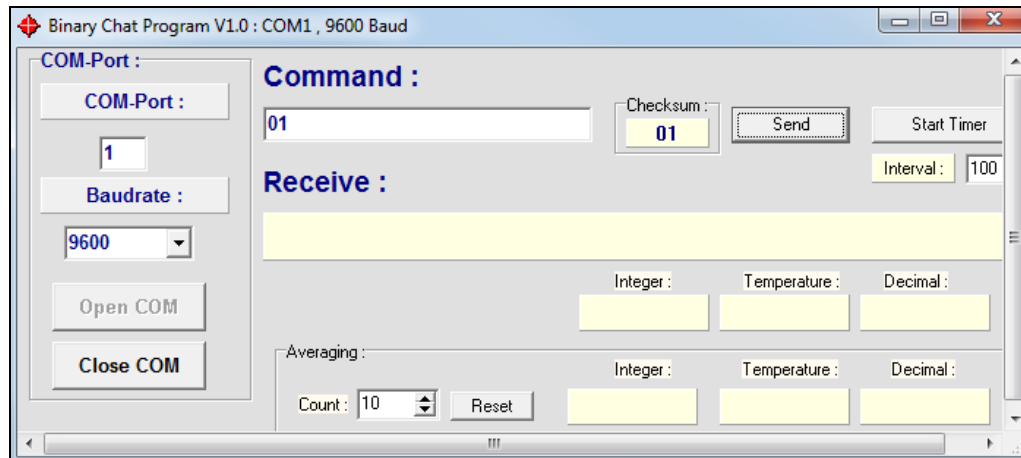 Binary Chat Program V1.0 : COM1 , 9600 Baud
COM-Port :
COM-Port :
1
Baudrate :
9600
Open COM
Close COM
Command :
01
Checksum :
01
Send
Start Timer
Interval :
100
Receive :
Integer :
Temperature :
Decimal :
Averaging :
Count :
10
Reset
Integer :
Temperature :
Decimal :